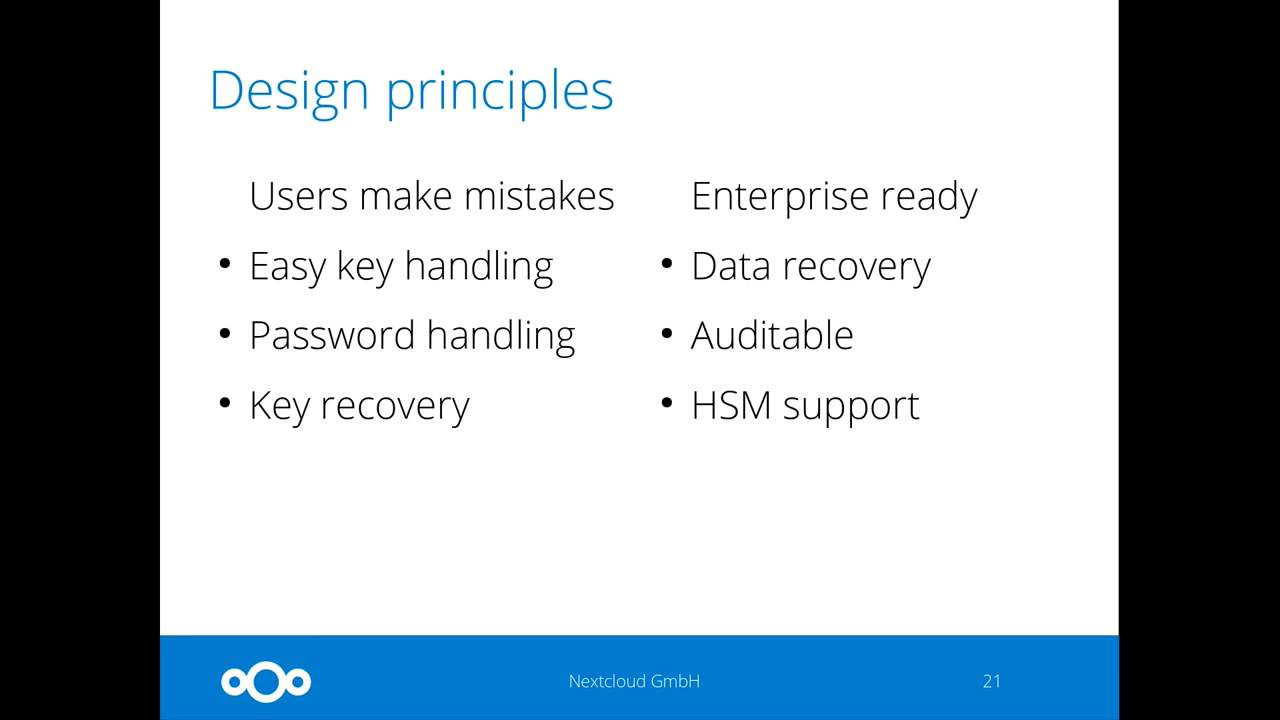 Design principles
Users make mistakes
• Easy key handling
• Password handling
• Key recovery
Enterprise ready
• Data recovery
• Auditable
• HSM support
Nextcloud GmbH
21